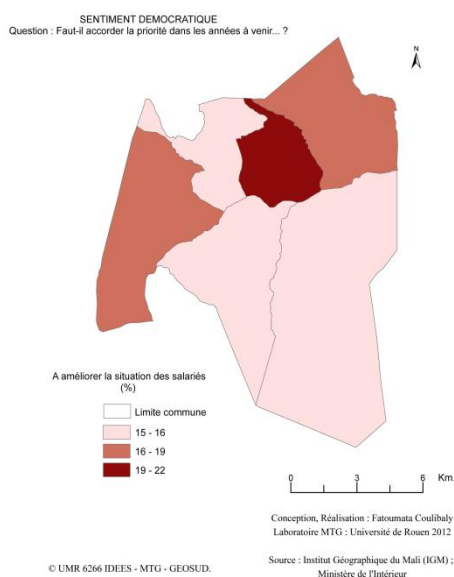 SENTIMENT DEMOCRATIQUE
Question : Faut-il accorder la priorité dans les années à venir... ?
N
A améliorer la situation des salariés
(%)
Limite commune
15 - 16
16 - 19
19 - 22
0 3 6 Km.
Conception, Réalisation : Fatoumata Coulibaly
Laboratoire MTG : Université de Rouen 2012
Source : Institut Géographique du Mali (IGM) ;
Ministère de l'Intérieur
© UMR 6266 IDEES - MTG - GEOSUD.